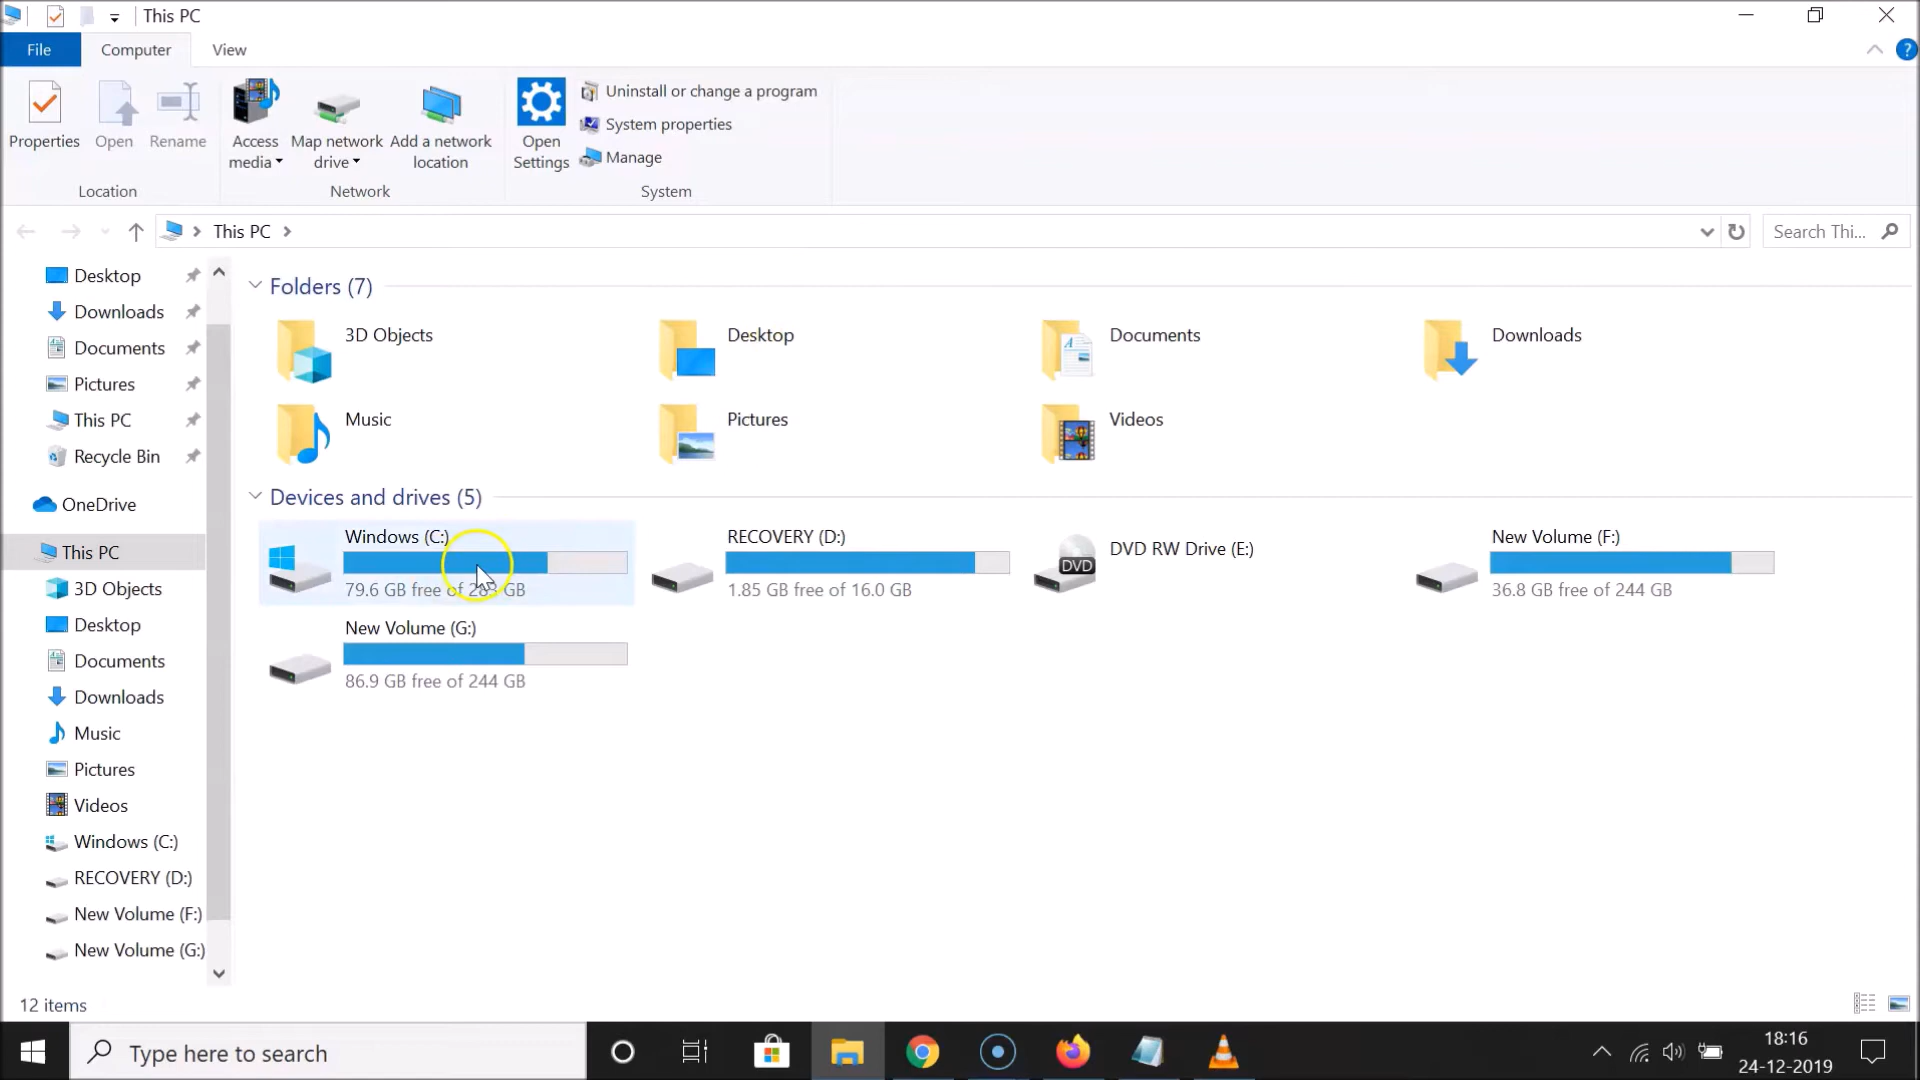 This PC
File
Computer
View
Properties
Open
Rename
Access media
Map network drive
Add a network location
Open Settings
Uninstall or change a program
System properties
Manage
Location
Network
System
This PC
Search Thi...
Desktop
Downloads
Documents
Pictures
This PC
Recycle Bin
OneDrive
This PC
3D Objects
Desktop
Documents
Downloads
Music
Pictures
Videos
Windows (C:)
RECOVERY (D:)
New Volume (F:)
New Volume (G:)
Folders (7)
3D Objects
Desktop
Documents
Downloads
Music
Pictures
Videos
Devices and drives (5)
Windows (C:)
79.6 GB free of GB
RECOVERY (D:)
1.85 GB free of 16.0 GB
DVD
DVD RW Drive (E:)
New Volume (F:)
36.8 GB free of 244 GB
New Volume (G:)
86.9 GB free of 244 GB
12 items
Type here to search
18:16
24-12-2019